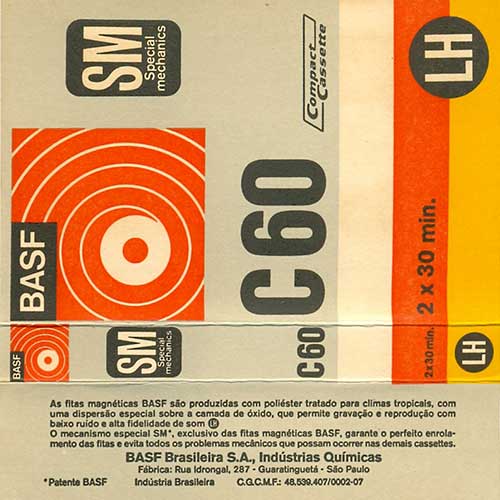 SM
Special
mechanics
Compact
Cassette
LH
BASF
C 60
2 x 30 min.
BASF
SM
Special
mechanics
C 60
2 x 30 min.
LH
As fitas magnéticas BASF são produzidas com poliéster tratado para climas tropicais, com
uma dispersão especial sobre a camada de óxido, que permite gravação e reprodução com
baixo ruído e alta fidelidade de som LH
O mecanismo especial SM*, exclusivo das fitas magnéticas BASF, garante o perfeito enrola-
mento das fitas e evita todos os problemas mecânicos que possam ocorrer nas demais cassettes.
BASF Brasileira S.A., Indústrias Químicas
Fábrica: Rua Idrongal, 287 - Guaratinguetá - São Paulo
*Patente BASF Indústria Brasileira C.G.C.M.F.: 48.539.407/0002-07